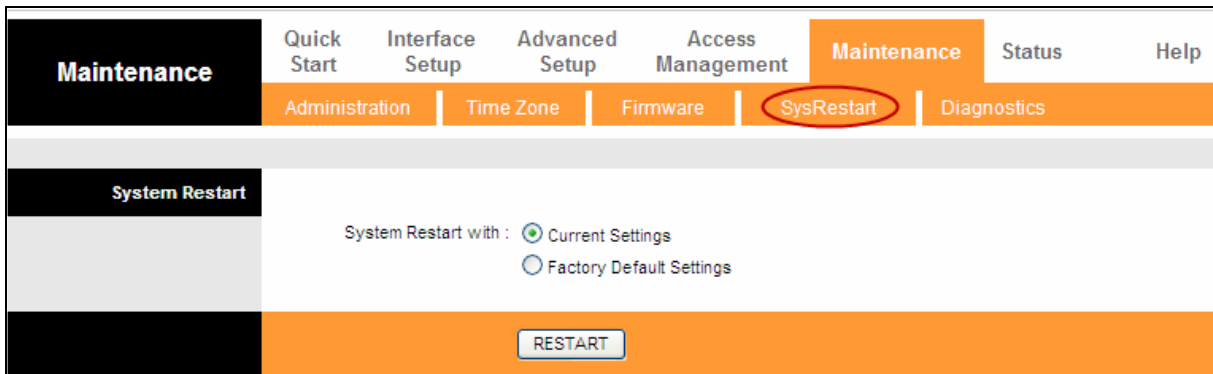 Maintenance
Quick Start
Interface Setup
Advanced Setup
Access Management
Maintenance
Status
Help
Administration
Time Zone
Firmware
SysRestart
Diagnostics
System Restart
System Restart with :
Current Settings
Factory Default Settings
RESTART